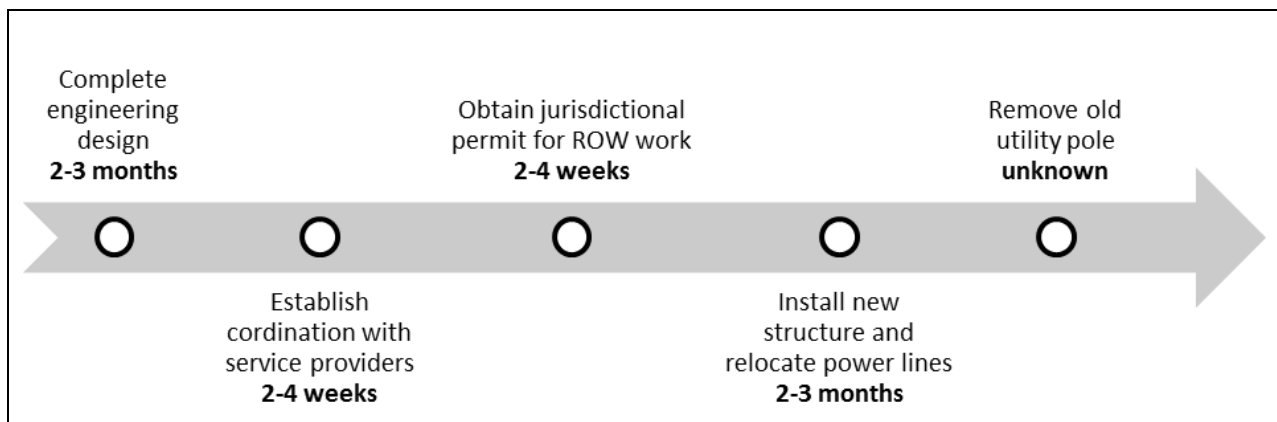 Complete
engineering
design
2-3 months
Establish
cordination with
service providers
2-4 weeks
Obtain jurisdictional
permit for ROW work
2-4 weeks
Install new
structure and
relocate power lines
2-3 months
Remove old
utility pole
unknown